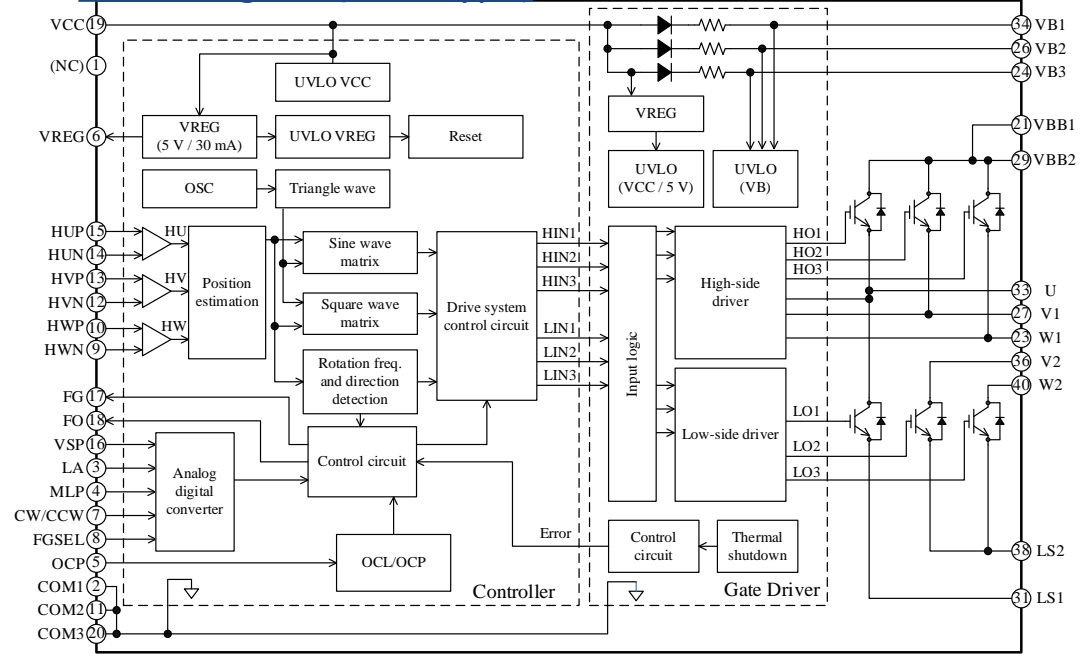 VCC 19
(NC) 1
VREG 6
HUP 15
HUN 14
HVP 13
HVN 12
HWP 10
HWN 9
FG 17
FO 18
VSP 16
LA 3
MLP 4
CW/CCW 7
FGSEL 8
OCP 5
COM1 2
COM2 11
COM3 20
UVLO VCC
VREG
(5 V / 30 mA)
UVLO VREG
Reset
OSC
Triangle wave
HU
HV
HW
Position
estimation
Sine wave
matrix
Square wave
matrix
Rotation freq.
and direction
detection
Drive system
control circuit
Analog
digital
converter
Control circuit
OCL/OCP
Controller
HIN1
HIN2
HIN3
LIN1
LIN2
LIN3
Error
VREG
UVLO
(VCC / 5 V)
UVLO
(VB)
Input logic
High-side
driver
Low-side driver
Control
circuit
Thermal
shutdown
Gate Driver
HO1
HO2
HO3
LO1
LO2
LO3
34 VB1
26 VB2
24 VB3
21 VBB1
29 VBB2
33 U
27 V1
23 W1
36 V2
40 W2
38 LS2
31 LS1